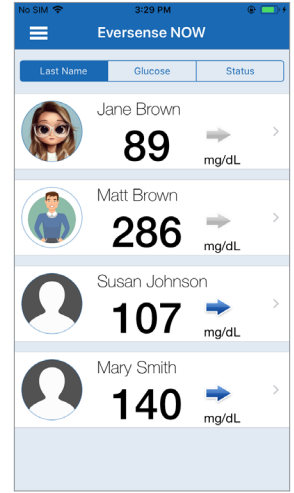 No SIM 3:29 PM
Eversense NOW
Last Name Glucose Status
Jane Brown
89
mg/dL
Matt Brown
286
mg/dL
Susan Johnson
107
mg/dL
Mary Smith
140
mg/dL